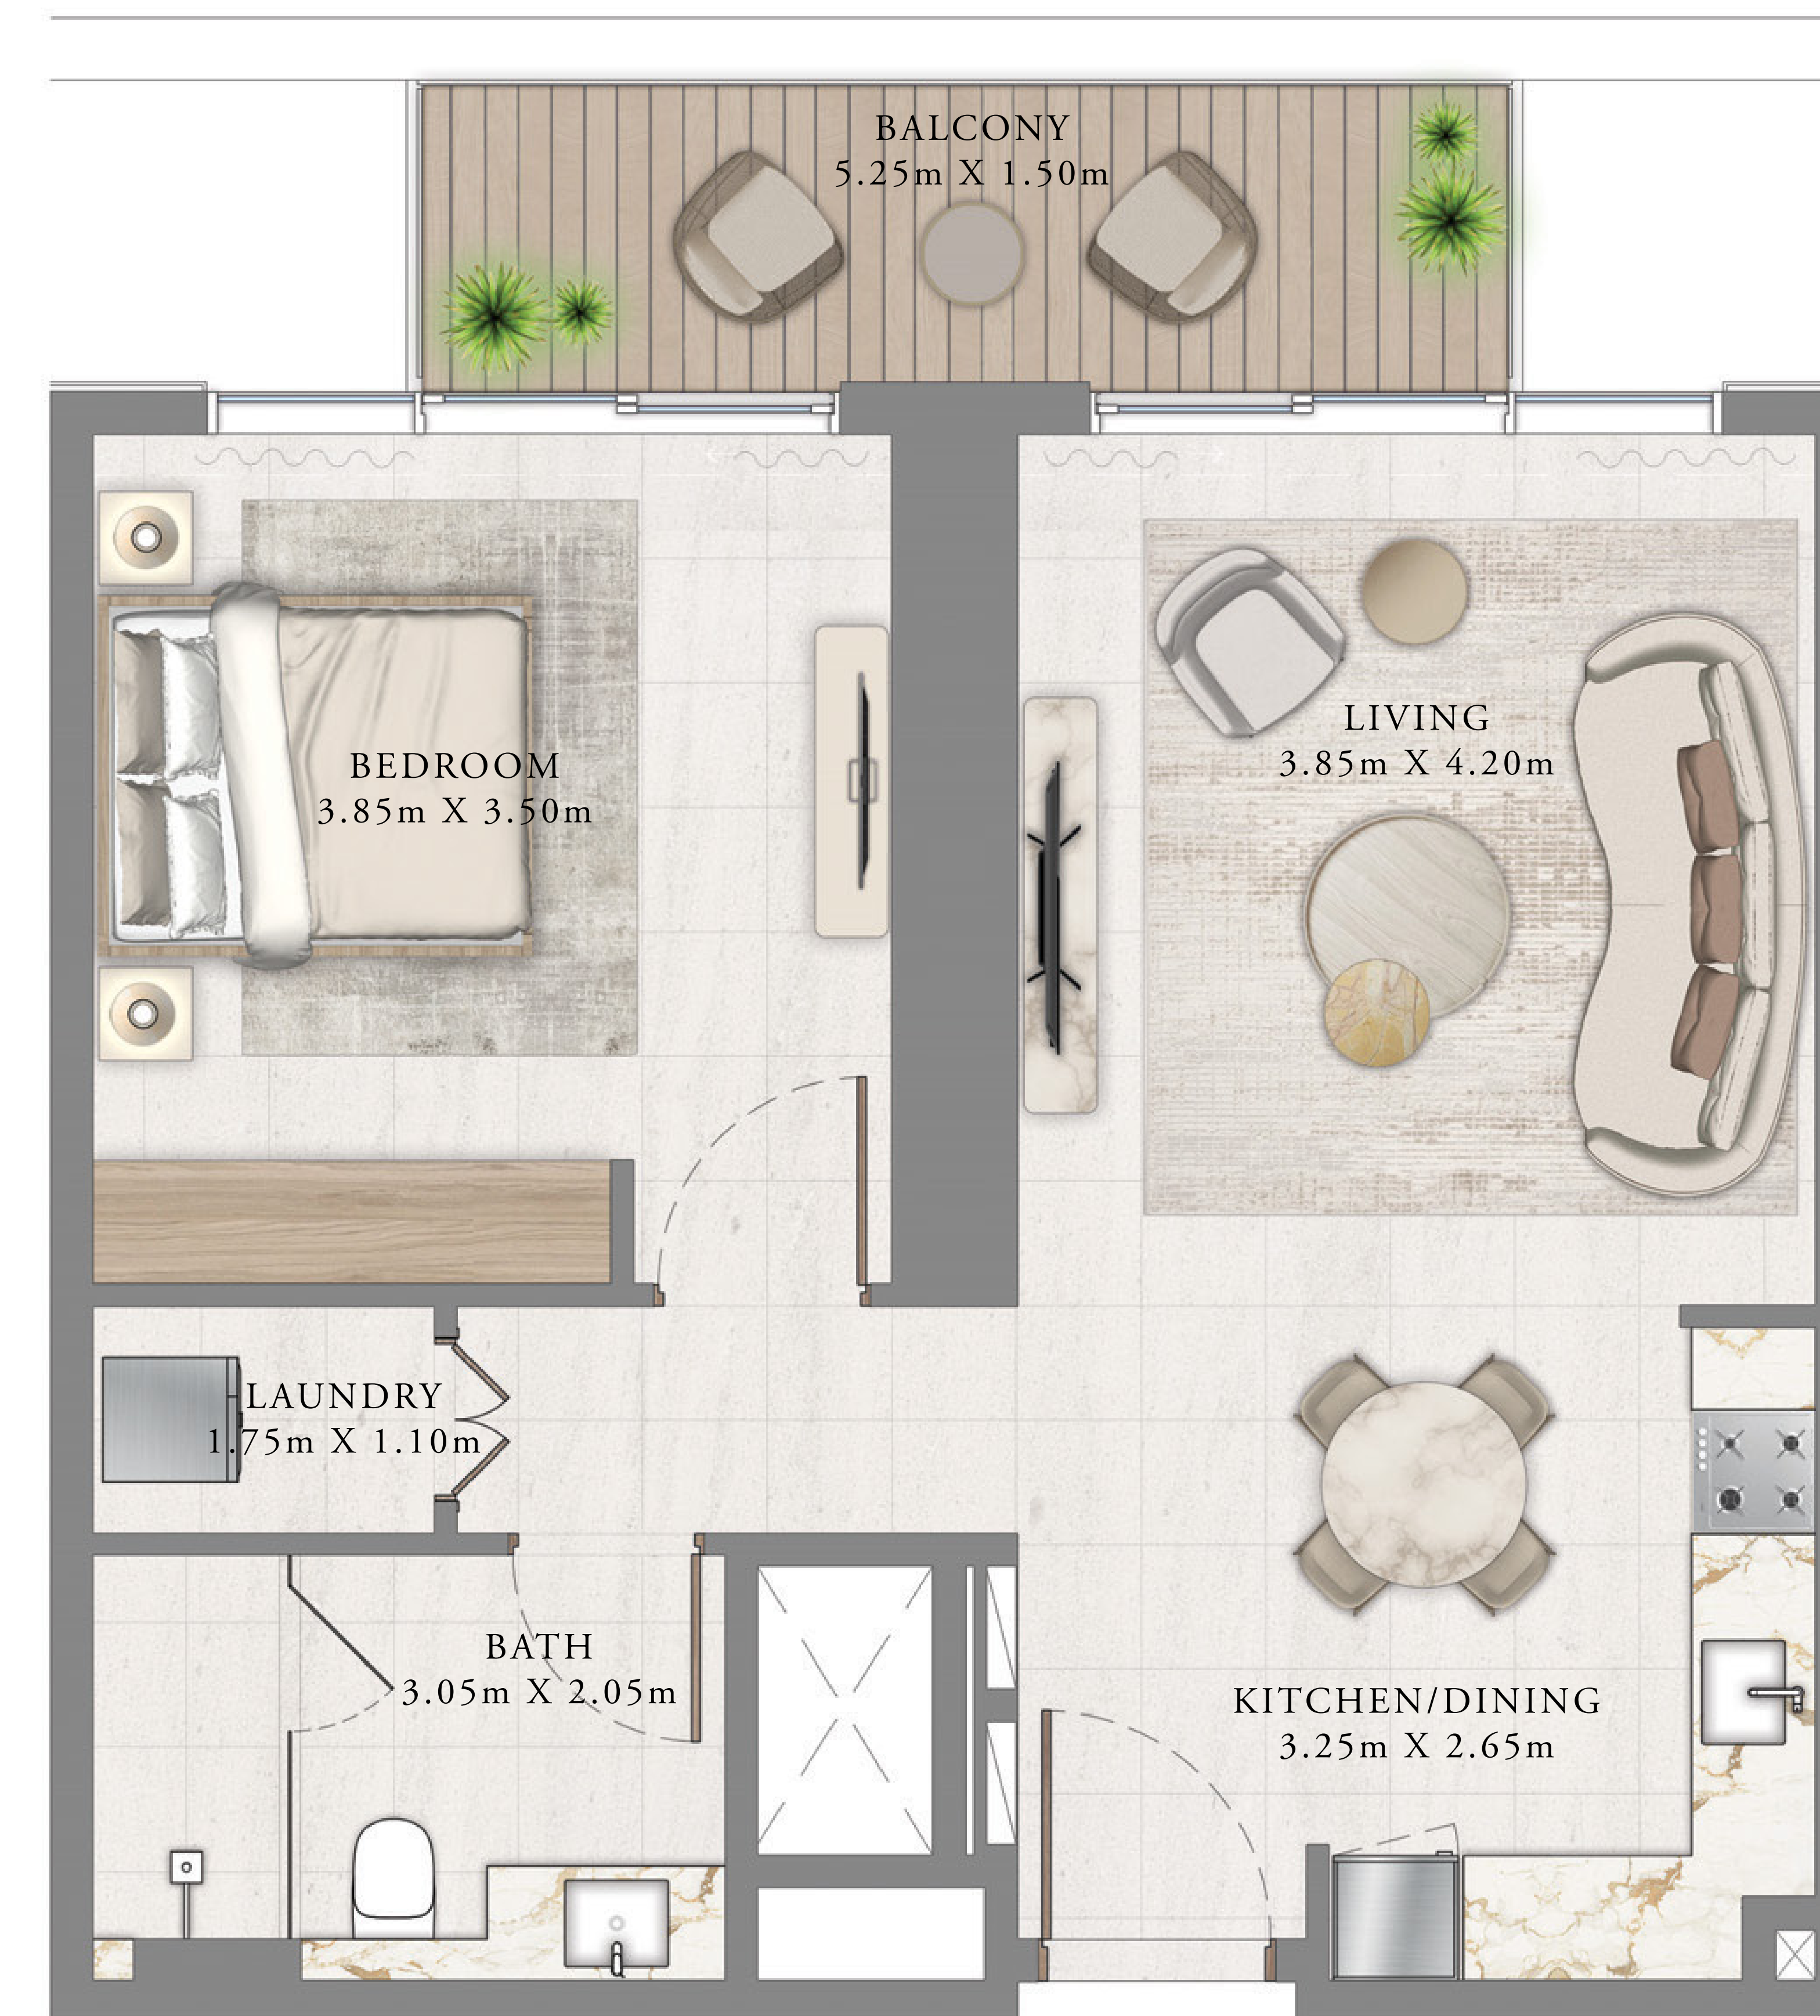 BALCONY
5.25m X 1.50m
BEDROOM
3.85m X 3.50m
LIVING
3.85m X 4.20m
LAUNDRY
1.75m X 1.10m
BATH
3.05m X 2.05m
KITCHEN/DINING
3.25m X 2.65m